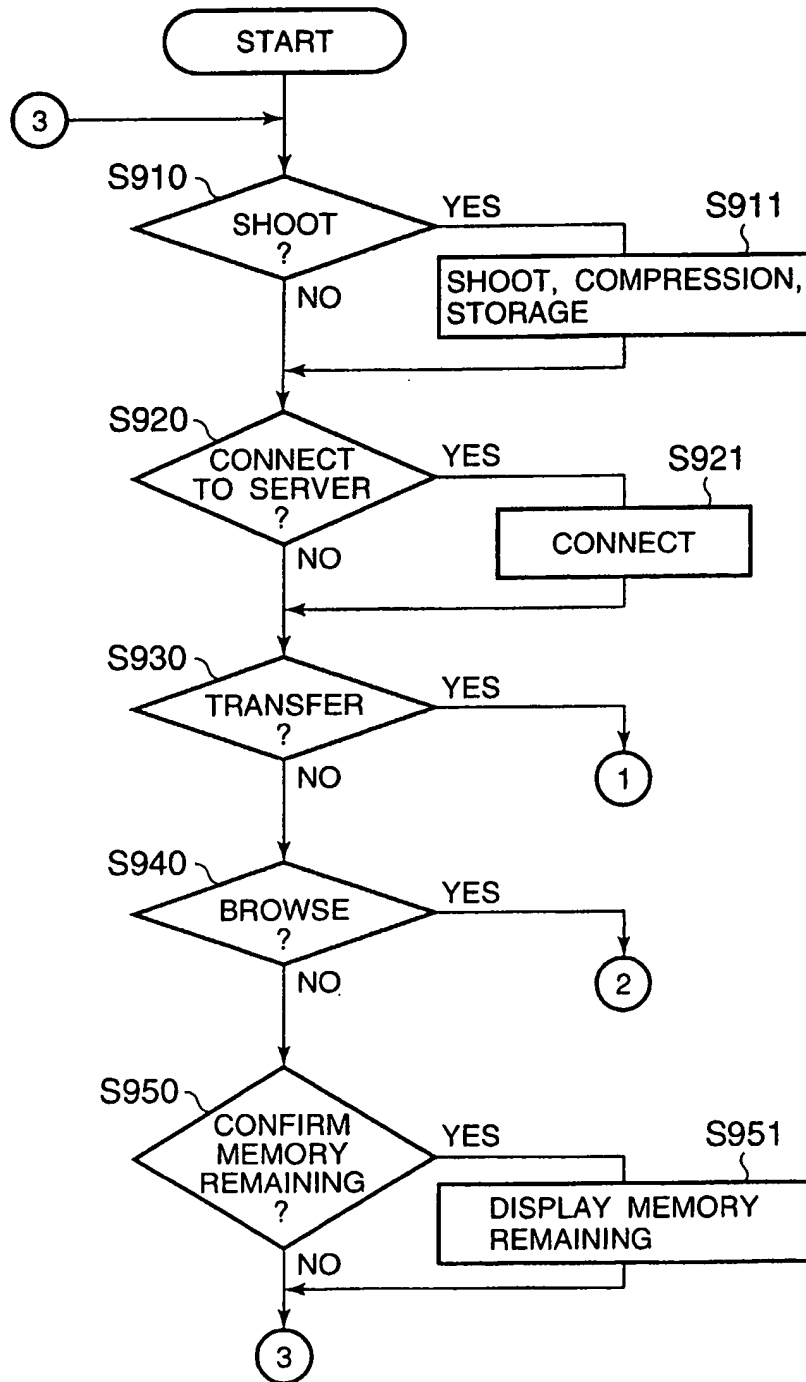 START
3
S910
SHOOT
?
YES
NO
S911
SHOOT, COMPRESSION,
STORAGE
S920
CONNECT
TO SERVER
?
YES
NO
S921
CONNECT
S930
TRANSFER
?
YES
NO
1
S940
BROWSE
?
YES
NO
2
S950
CONFIRM
MEMORY
REMAINING
?
YES
NO
S951
DISPLAY MEMORY
REMAINING
3